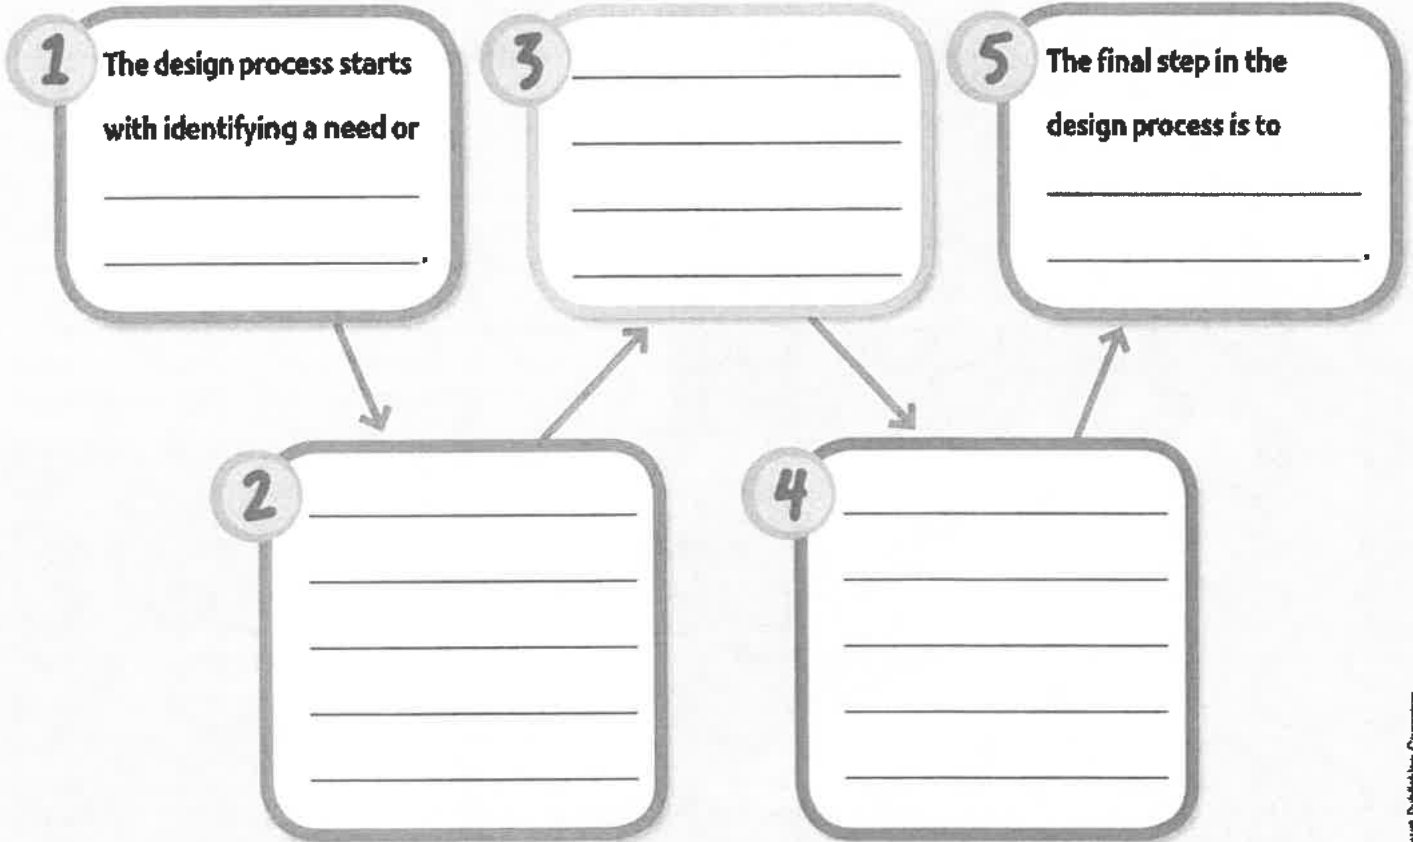 1
The design process starts
with identifying a need or
.
2
3
4
5
The final step in the
design process is to
.